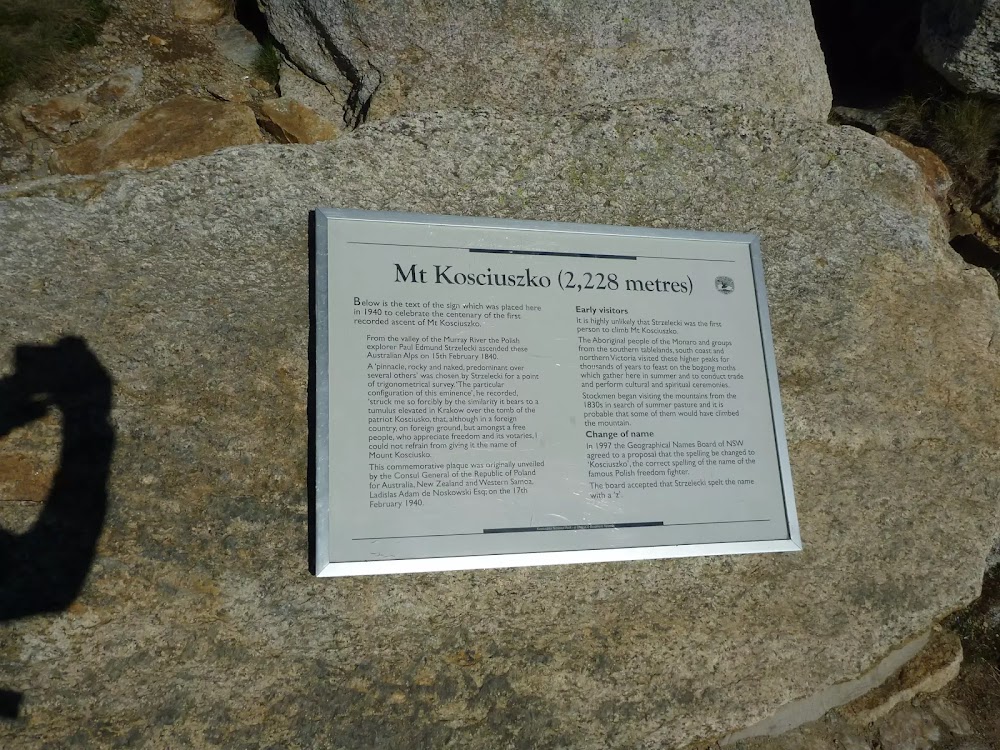 Mt Kosciuszko (2,228 metres)
Below is the text of the sign which was placed here
in 1940 to celebrate the centenary of the first
recorded ascent of Mt Kosciuszko.
From the valley of the Murray River the Polish
explorer Paul Edmund Strzelecki ascended these
Australian Alps on 15th February 1840.
A 'pinnacle, rocky and naked, predominant over
several others' was chosen by Strzelecki for a point
of trigonometrical survey. 'The particular
configuration of this eminence', he recorded,
'struck me so forcibly by the similarity it bears to a
tumulus elevated in Krakow over the tomb of the
patriot Kosciusko, that, although in a foreign
country, on foreign ground, but amongst a free
people, who appreciate freedom and its votaries, I
could not refrain from giving it the name of
Mount Kosciusko.
This commemorative plaque was originally unveiled
by the Consul General of the Republic of Poland
for Australia, New Zealand and Western Samoa,
Ladislas Adam de Noskowski Esq; on the 17th
February 1940.
Early visitors
It is highly unlikely that Strzelecki was the first
person to climb Mt Kosciuszko.
The Aboriginal people of the Monaro and groups
from the southern tablelands, south coast and
northern Victoria visited these higher peaks for
thousands of years to feast on the bogong moths
which gather here in summer and to conduct trade
and perform cultural and spiritual ceremonies.
Stockmen began visiting the mountains from the
1830s in search of summer pasture and it is
probable that some of them would have climbed
the mountain.
Change of name
In 1997 the Geographical Names Board of NSW
agreed to a proposal that the spelling be changed to
'Kosciuszko', the correct spelling of the name of the
famous Polish freedom fighter.
The board accepted that Strzelecki spelt the name
with a 'z'.